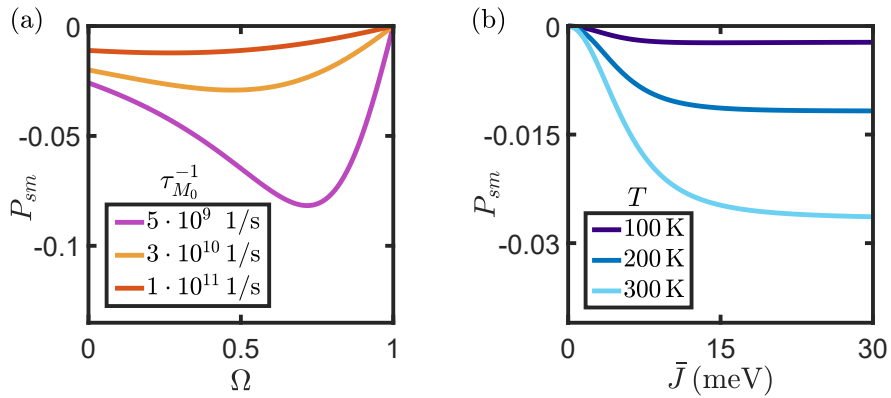 (a)
0
-0.05
-0.1
P_{sm}
τ_{M_0}^{-1}
5 · 10^9 1/s
3 · 10^{10} 1/s
1 · 10^{11} 1/s
0 0.5 1
Ω
(b)
0
-0.015
-0.03
P_{sm}
T
100 K
200 K
300 K
0 15 30
J̄ (meV)